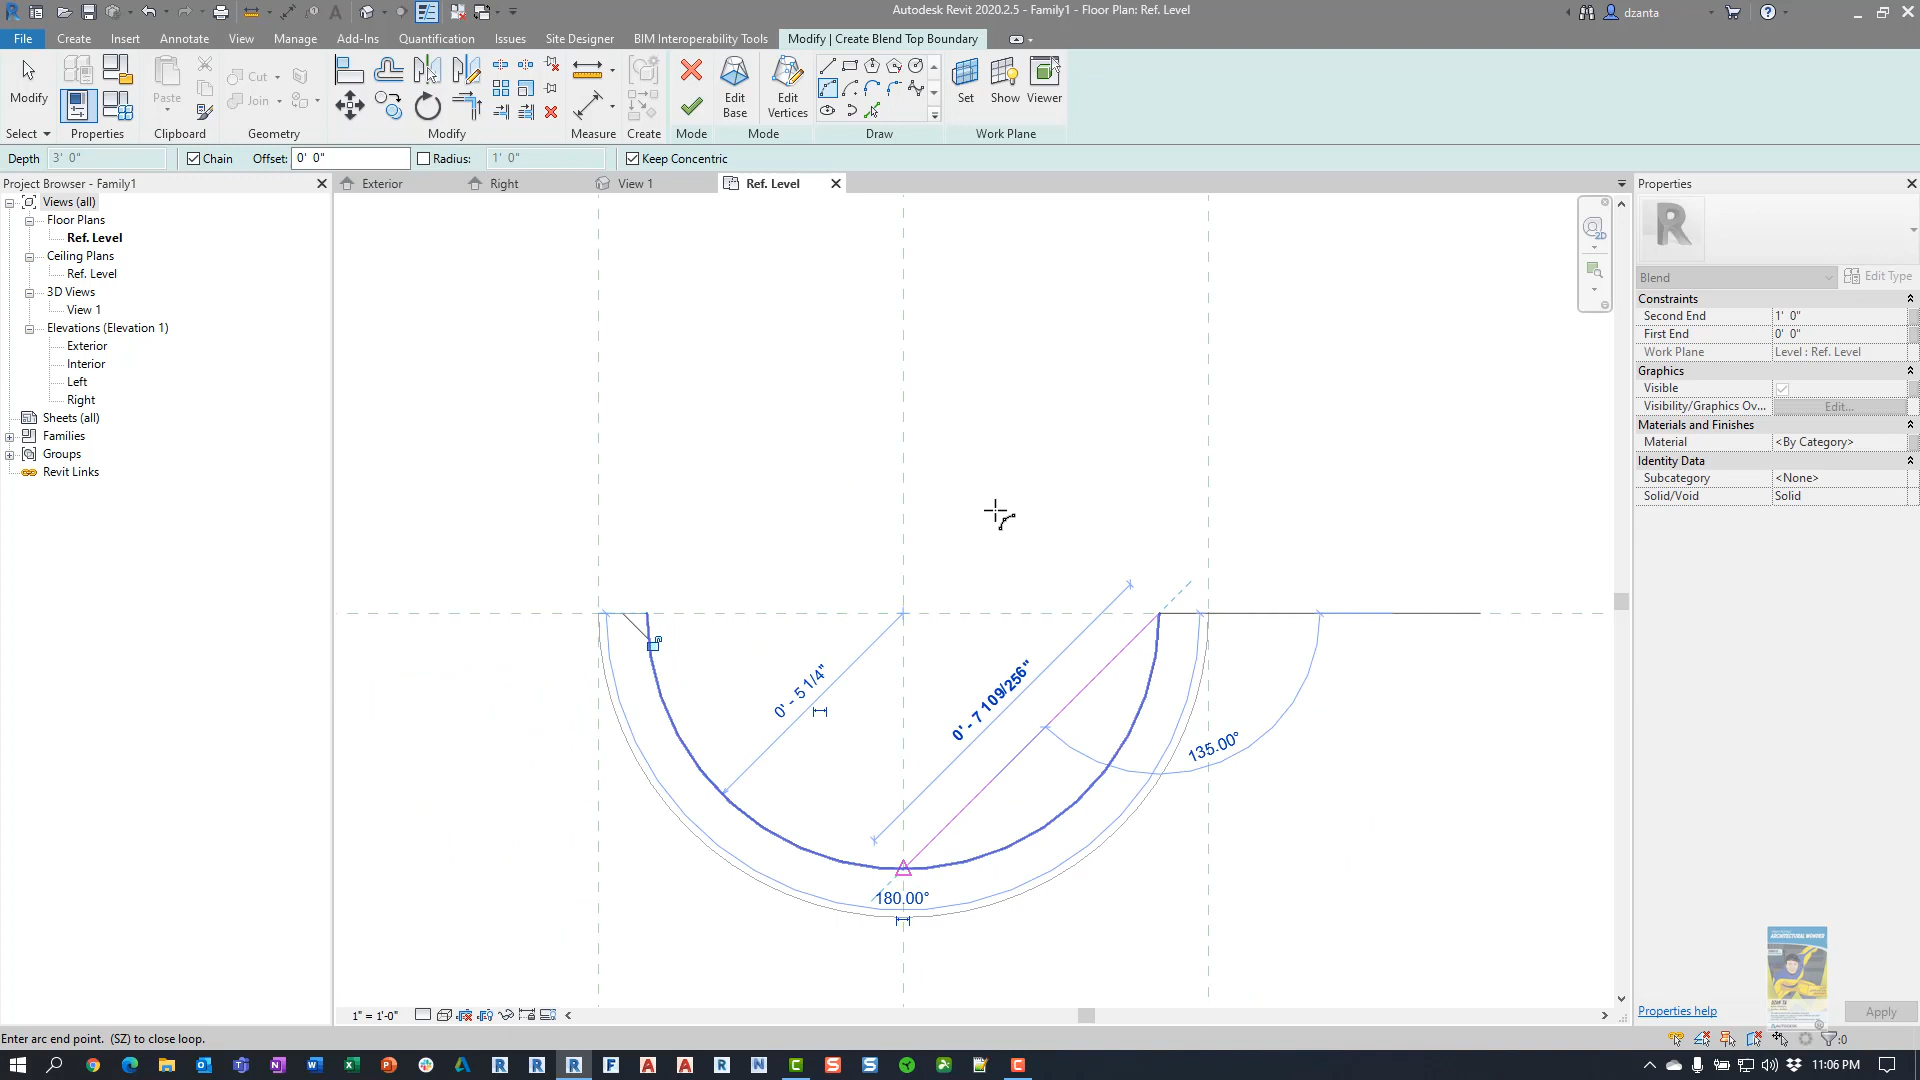 Autodesk Revit 2020.2.5 - Family1 - Floor Plan: Ref. Level
dzanta
File Create Insert Annotate View Manage Add-Ins Quantification Issues Site Designer BIM Interoperability Tools Modify | Create Blend Top Boundary
Modify
Paste
Cut
Join
Edit Base
Edit Vertices
Set
Show
Viewer
Select Properties Clipboard Geometry Modify Measure Create Mode Mode Draw Work Plane
Depth 3' 0" Chain Offset: 0' 0" Radius: 1' 0" Keep Concentric
Project Browser - Family1
Exterior
Right
View 1
Ref. Level
Properties
Views (all)
Floor Plans
Ref. Level
Ceiling Plans
Ref. Level
3D Views
View 1
Elevations (Elevation 1)
Exterior
Interior
Left
Right
Sheets (all)
Families
Groups
Revit Links
2D
0' - 5 1/4"
0' - 7 109/256"
135.00°
180.00°
R
Blend
Edit Type
Constraints
Second End 1' 0"
First End 0' 0"
Work Plane Level : Ref. Level
Graphics
Visible
Visibility/Graphics Ov... Edit...
Materials and Finishes
Material <By Category>
Identity Data
Subcategory <None>
Solid/Void Solid
ARCHITECTURAL WONDER
Properties help
Apply
1" = 1'-0"
Enter arc end point. (SZ) to close loop.
:0
11:06 PM